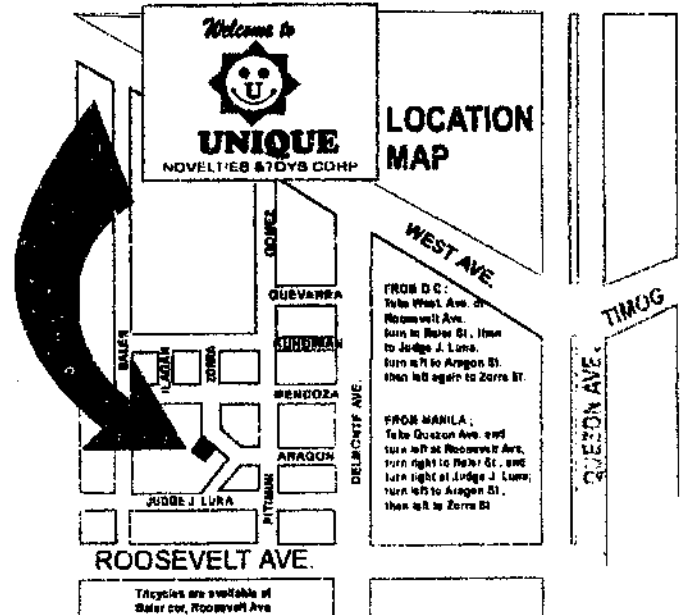 Welcome to
U
UNIQUE
NOVELTIES & TOYS CORP
LOCATION
MAP
WEST AVE.
TIMOG
QUEZON AVE.
GOMEZ
QUEVARRA
MENDOZA
ARAGON
PITIMINI
DELMONTE AVE.
BALER
ILAGAN
ZORRA
JUDGE J. LUNA
ROOSEVELT AVE.
FROM Q.C:
Take West. Ave. or
Roosevelt Ave.
turn to Baler St., then
to Judge J. Luna.
turn left to Aragon St.
then left again to Zorra ST.
FROM MANILA:
Take Quezon Ave. and
turn left at Roosevelt Ave,
turn right to Baler St., and
turn right at Judge J. Luna;
turn left to Aragon St,
then left to Zorra St
Tricycles are available at
Baler cor, Roosevelt Ave